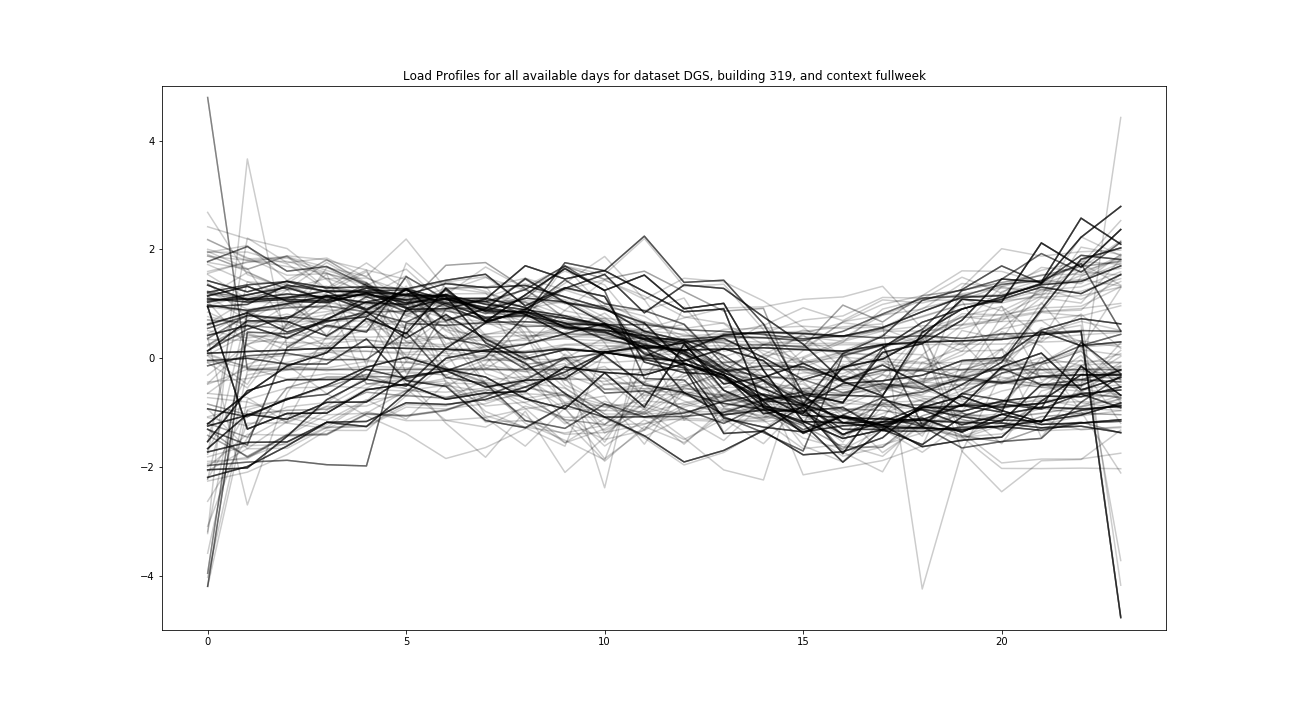 Load Profiles for all available days for dataset DGS, building 319, and context fullweek
4
2
0
−2
−4
0 5 10 15 20